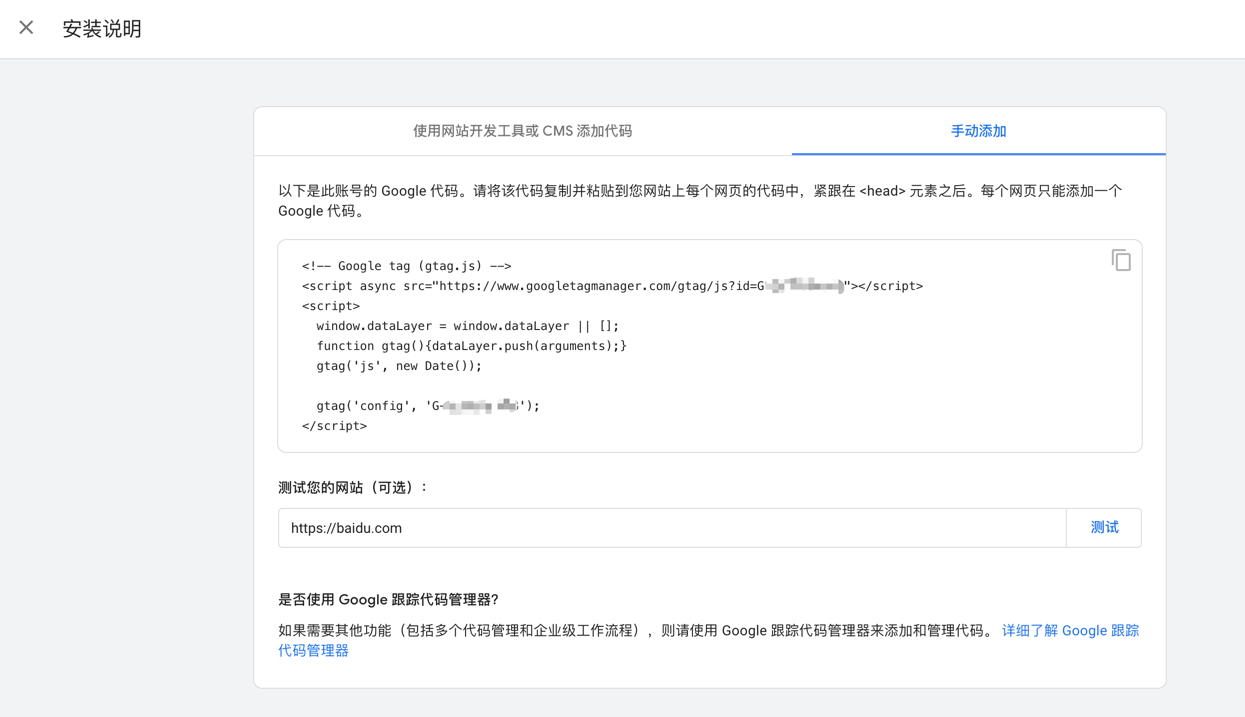 安装说明
使用网站开发工具或 CMS 添加代码
手动添加
以下是此账号的 Google 代码。请将该代码复制并粘贴到您网站上每个网页的代码中，紧跟在 <head> 元素之后。每个网页只能添加一个
Google 代码。
<!-- Google tag (gtag.js) -->
<script async src="https://www.googletagmanager.com/gtag/js?id=G"></script>
<script>
  window.dataLayer = window.dataLayer || [];
  function gtag(){dataLayer.push(arguments);}
  gtag('js', new Date());
  gtag('config', 'G-');
</script>
测试您的网站（可选）：
https://baidu.com
测试
是否使用 Google 跟踪代码管理器?
如果需要其他功能（包括多个代码管理和企业级工作流程），则请使用 Google 跟踪代码管理器来添加和管理代码。 详细了解 Google 跟踪
代码管理器